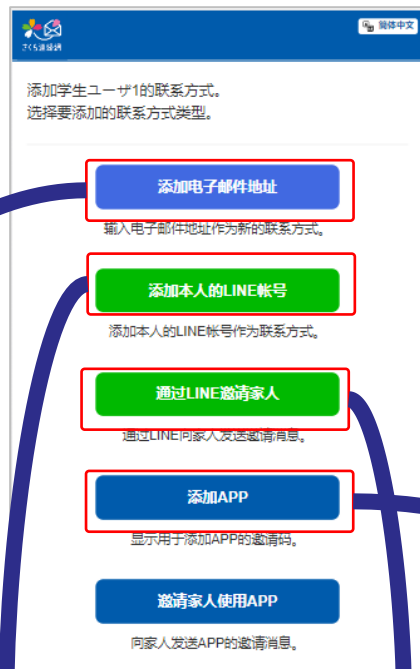 さくら連絡網
简体中文
添加学生ユーザ1的联系方式。
选择要添加的联系方式类型。
添加电子邮件地址
输入电子邮件地址作为新的联系方式。
添加本人的LINE帐号
添加本人的LINE帐号作为联系方式。
通过LINE邀请家人
通过LINE向家人发送邀请消息。
添加APP
显示用于添加APP的邀请码。
邀请家人使用APP
向家人发送APP的邀请消息。